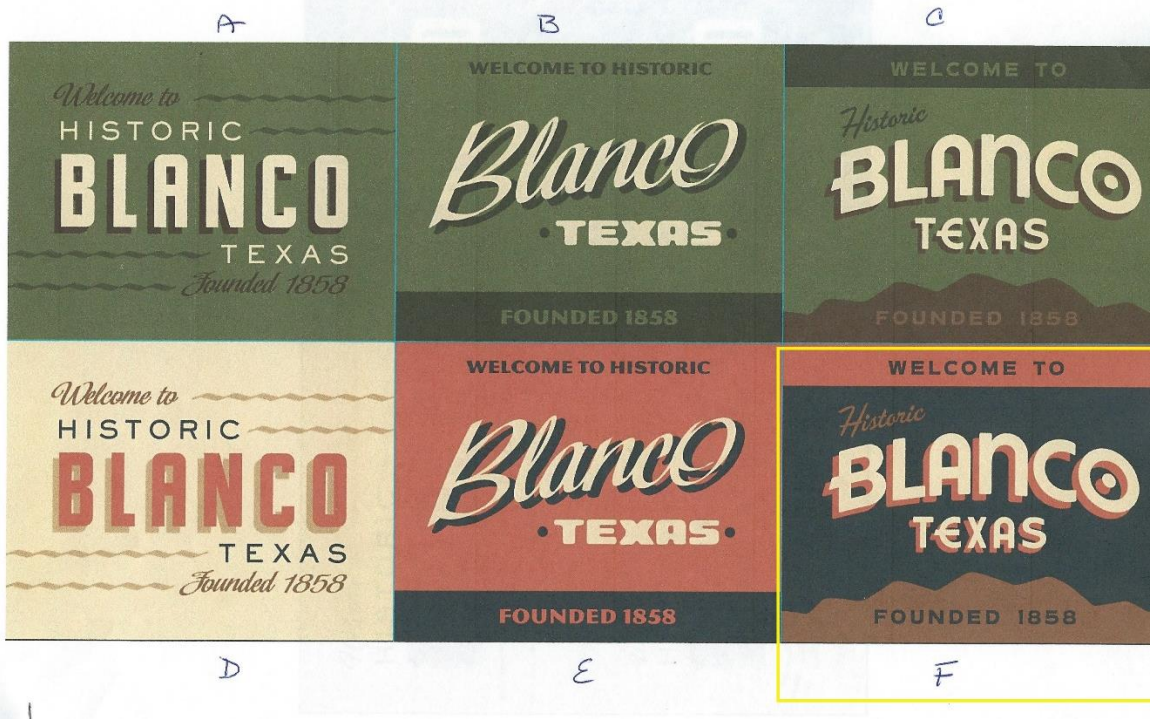 A
B
C
Welcome to
HISTORIC
BLANCO
TEXAS
Founded 1858
WELCOME TO HISTORIC
Blanco
• TEXAS •
FOUNDED 1858
WELCOME TO
Historic
BLANCO
TEXAS
FOUNDED 1858
Welcome to
HISTORIC
BLANCO
TEXAS
Founded 1858
WELCOME TO HISTORIC
Blanco
• TEXAS •
FOUNDED 1858
WELCOME TO
Historic
BLANCO
TEXAS
FOUNDED 1858
D
E
F